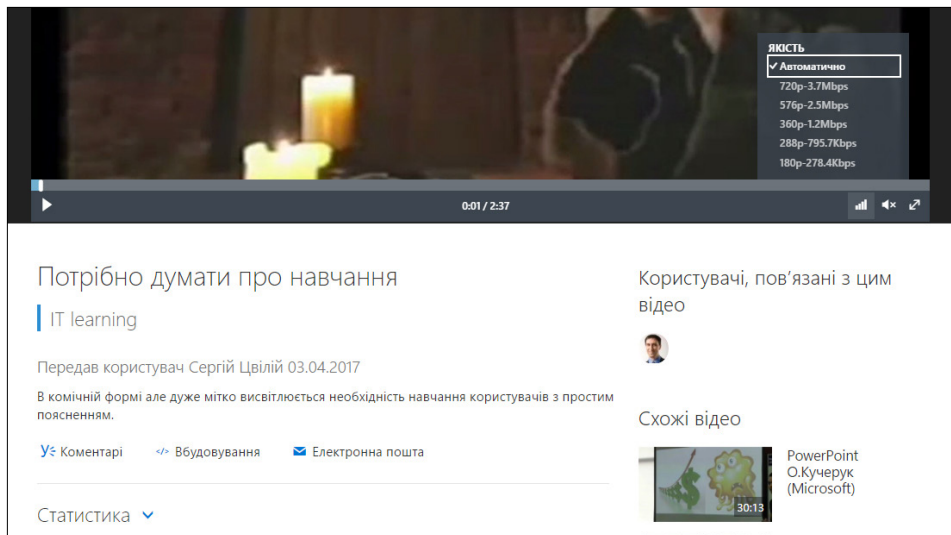 ЯКІСТЬ
Автоматично
720p-3.7Mbps
576p-2.5Mbps
360p-1.2Mbps
288p-795.7Kbps
180p-278.4Kbps
0:01 / 2:37
Потрібно думати про навчання
IT learning
Передав користувач Сергій Цвілій 03.04.2017
В комічній формі але дуже мітко висвітлюється необхідність навчання користувачів з простим
поясненням.
Коментарі
Вбудовування
Електронна пошта
Статистика
Користувачі, пов’язані з цим
відео
Схожі відео
30:13
PowerPoint
О.Кучерук
(Microsoft)